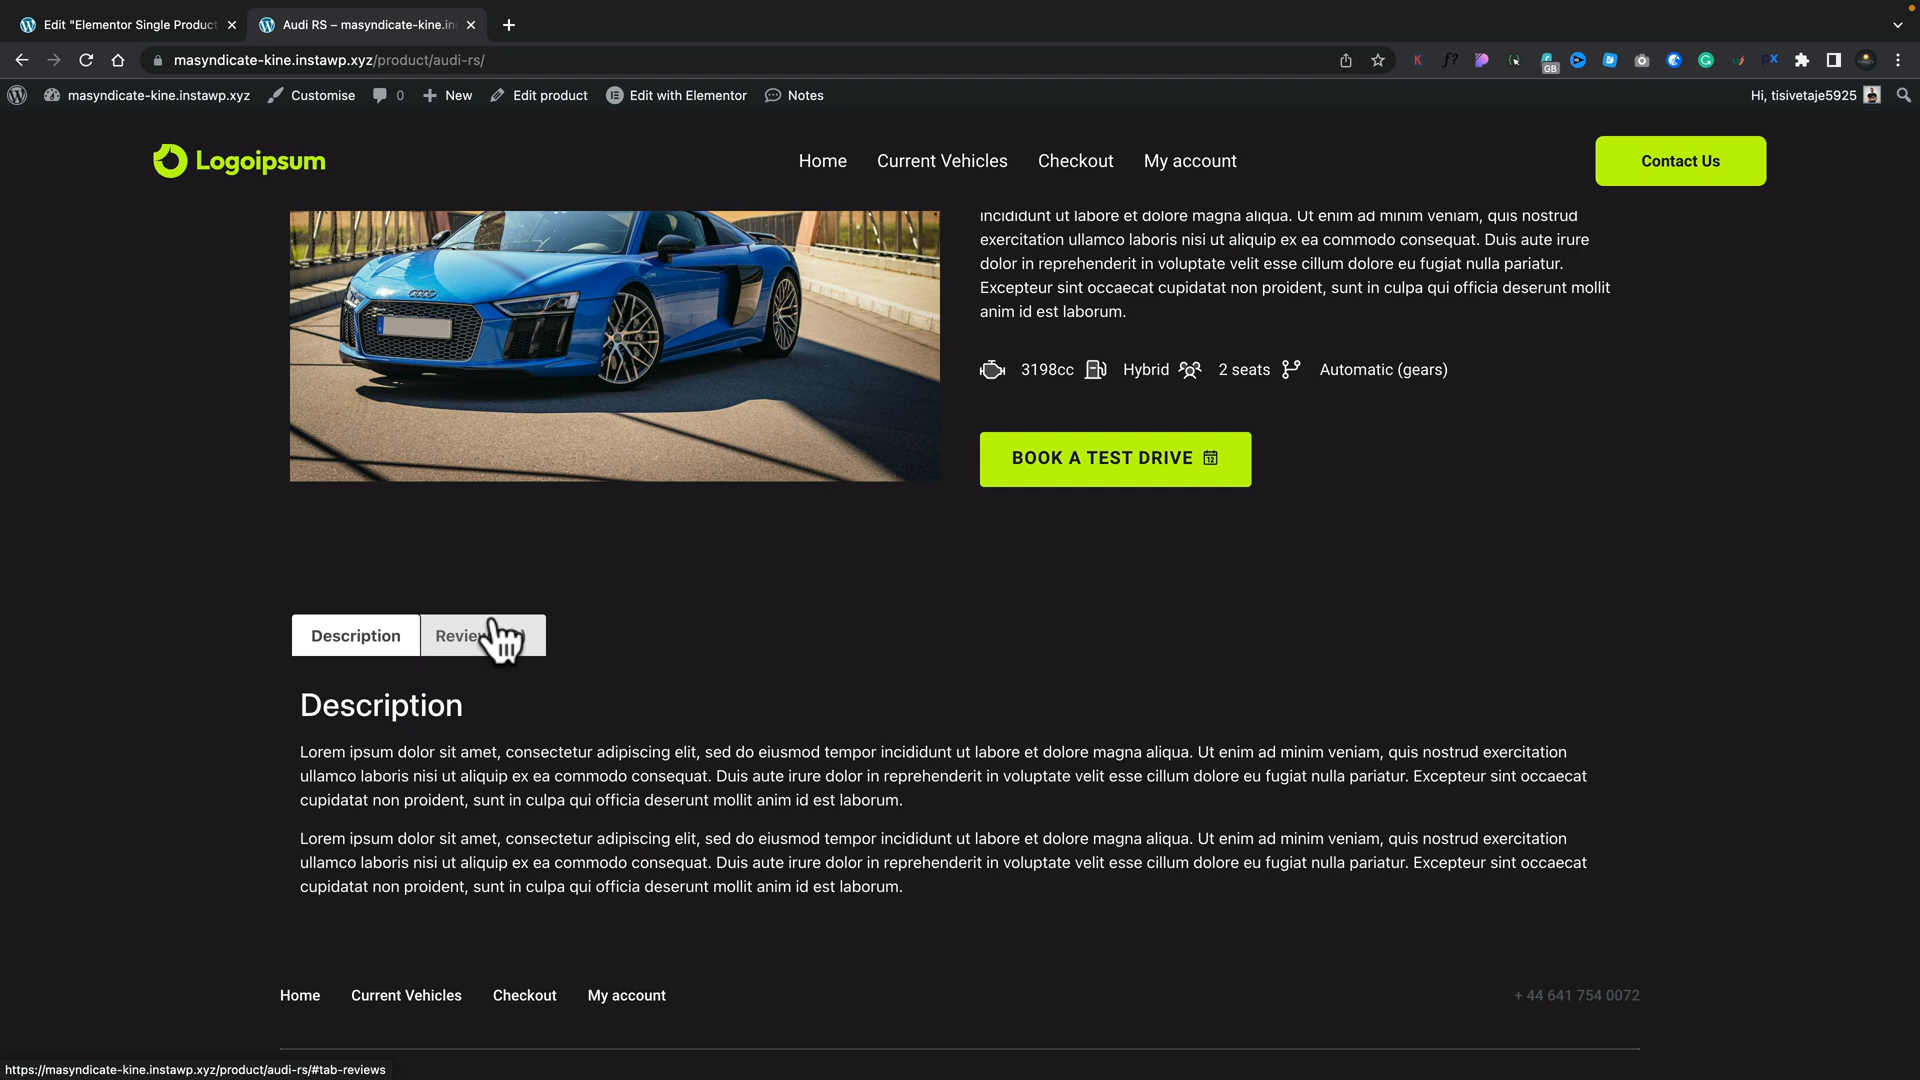 Edit "Elementor Single Product
Audi RS – masyndicate-kine.in
masyndicate-kine.instawp.xyz/product/audi-rs/
K
f?
GB
PX
masyndicate-kine.instawp.xyz
Customise
0
New
Edit product
Edit with Elementor
Notes
Hi, tisivetaje5925
Logoipsum
Home
Current Vehicles
Checkout
My account
Contact Us
incididunt ut labore et dolore magna aliqua. Ut enim ad minim veniam, quis nostrud
exercitation ullamco laboris nisi ut aliquip ex ea commodo consequat. Duis aute irure
dolor in reprehenderit in voluptate velit esse cillum dolore eu fugiat nulla pariatur.
Excepteur sint occaecat cupidatat non proident, sunt in culpa qui officia deserunt mollit
anim id est laborum.
3198cc
Hybrid
2 seats
Automatic (gears)
BOOK A TEST DRIVE
12
Description
Description
Lorem ipsum dolor sit amet, consectetur adipiscing elit, sed do eiusmod tempor incididunt ut labore et dolore magna aliqua. Ut enim ad minim veniam, quis nostrud exercitation
ullamco laboris nisi ut aliquip ex ea commodo consequat. Duis aute irure dolor in reprehenderit in voluptate velit esse cillum dolore eu fugiat nulla pariatur. Excepteur sint occaecat
cupidatat non proident, sunt in culpa qui officia deserunt mollit anim id est laborum.
Lorem ipsum dolor sit amet, consectetur adipiscing elit, sed do eiusmod tempor incididunt ut labore et dolore magna aliqua. Ut enim ad minim veniam, quis nostrud exercitation
ullamco laboris nisi ut aliquip ex ea commodo consequat. Duis aute irure dolor in reprehenderit in voluptate velit esse cillum dolore eu fugiat nulla pariatur. Excepteur sint occaecat
cupidatat non proident, sunt in culpa qui officia deserunt mollit anim id est laborum.
Home
Current Vehicles
Checkout
My account
+ 44 641 754 0072
https://masyndicate-kine.instawp.xyz/product/audi-rs/#tab-reviews